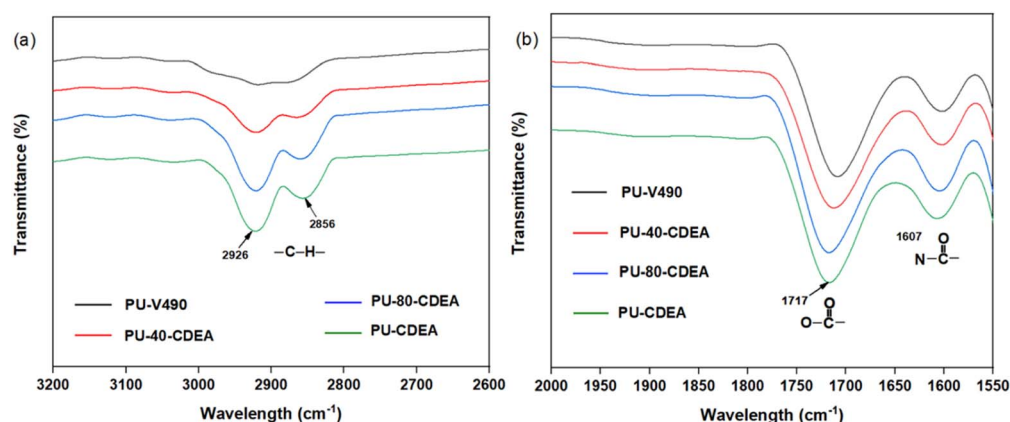 (a)
Transmittance (%)
2926
2856
–C–H–
PU-V490
PU-40-CDEA
PU-80-CDEA
PU-CDEA
3200 3100 3000 2900 2800 2700 2600
Wavelength (cm⁻¹)
(b)
Transmittance (%)
PU-V490
PU-40-CDEA
PU-80-CDEA
PU-CDEA
1717
O
O–C–
1607
O
N–C–
2000 1950 1900 1850 1800 1750 1700 1650 1600 1550
Wavelength (cm⁻¹)